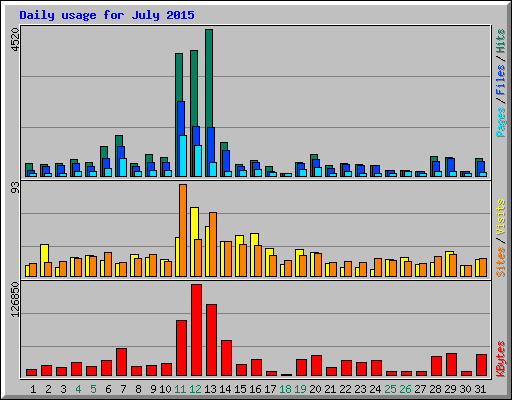 Daily usage for July 2015
4520
Pages / Files / Hits
93
Sites / Visits
126850
KBytes
1 2 3 4 5 6 7 8 9 10 11 12 13 14 15 16 17 18 19 20 21 22 23 24 25 26 27 28 29 30 31